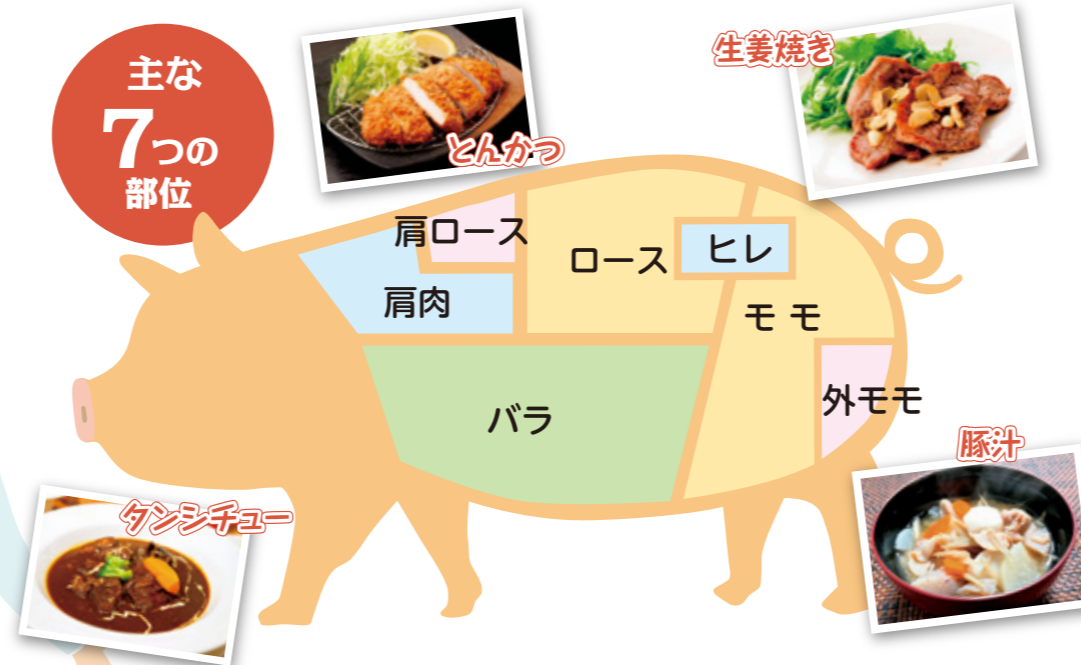 主な
7つの
部位
とんかつ
生姜焼き
肩ロース
ロース
ヒレ
肩肉
モモ
バラ
外モモ
豚汁
タンシチュー